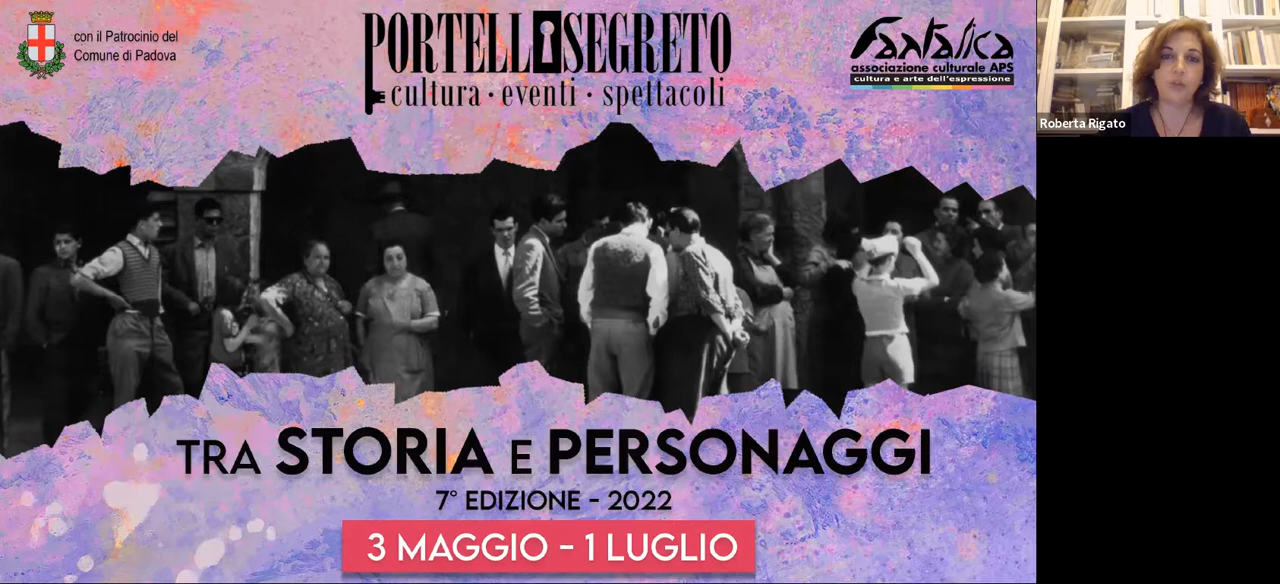 con il Patrocinio del
Comune di Padova
PORTELLO SEGRETO
cultura · eventi · spettacoli
Fantalica
associazione culturale APS
cultura e arte dell'espressione
Roberta Rigato
TRA STORIA E PERSONAGGI
7° EDIZIONE - 2022
3 MAGGIO - 1 LUGLIO